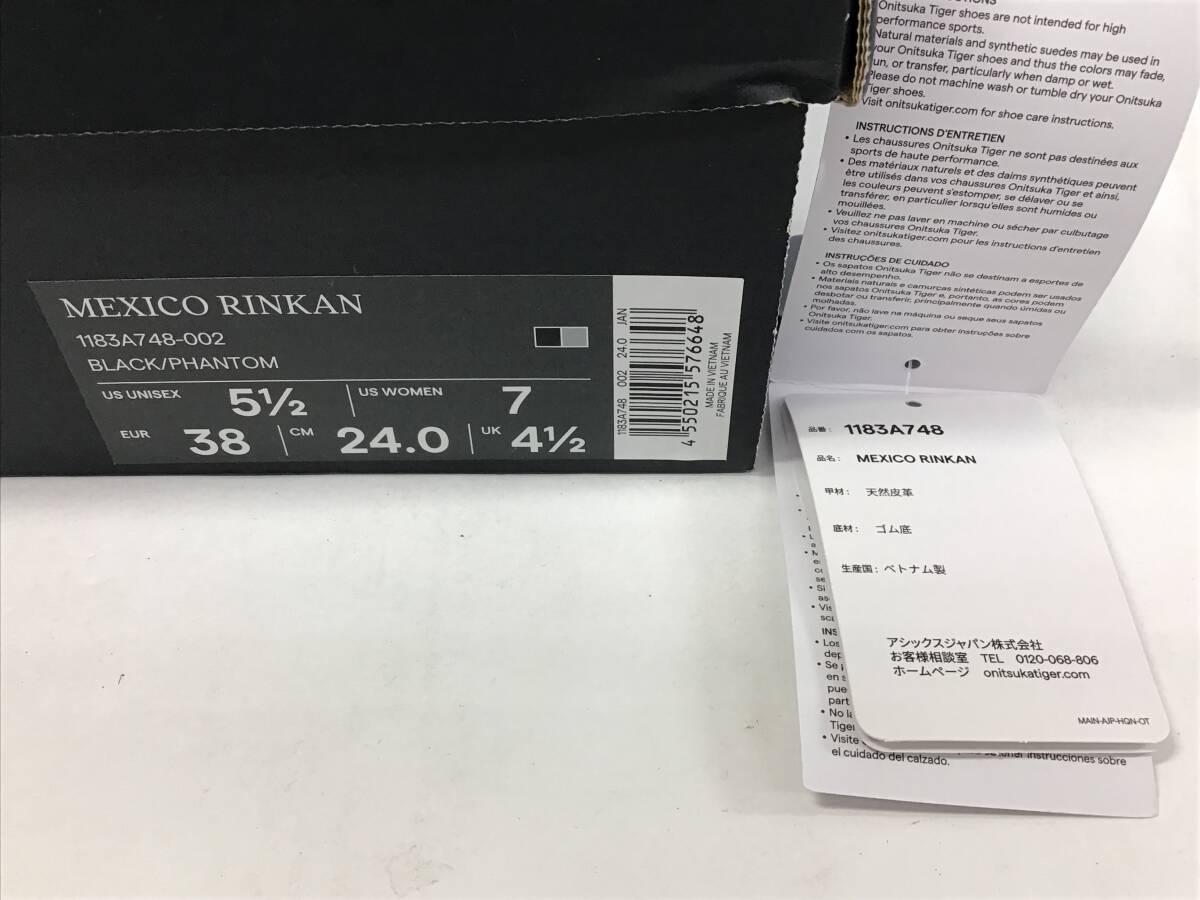 MEXICO RINKAN
1183A748-002
BLACK/PHANTOM
US UNISEX 5½ US WOMEN 7
EUR 38 CM 24.0 UK 4½
1183A748 002 24.0 JAN
4 550215 576648
MADE IN VIETNAM
FABRIQUE AU VIETNAM
Onitsuka Tiger shoes are not intended for high
performance sports.
Natural materials and synthetic suedes may be used in
your Onitsuka Tiger shoes and thus the colors may fade,
run, or transfer, particularly when damp or wet.
Please do not machine wash or tumble dry your Onitsuka
Tiger shoes.
Visit onitsukatiger.com for shoe care instructions.
INSTRUCTIONS D'ENTRETIEN
• Les chaussures Onitsuka Tiger ne sont pas destinées aux
sports de haute performance.
• Des matériaux naturels et des daims synthétiques peuvent
être utilisés dans vos chaussures Onitsuka Tiger et ainsi,
les couleurs peuvent s'estomper, se délaver ou se
transférer, en particulier lorsqu'elles sont humides ou
mouillées.
• Veuillez ne pas laver en machine ou sécher par culbutage
vos chaussures Onitsuka Tiger.
• Visitez onitsukatiger.com pour les instructions d'entretien
des chaussures.
INSTRUÇÕES DE CUIDADO
• Os sapatos Onitsuka Tiger não se destinam a esportes de
alto desempenho.
• Materiais naturais e camurças sintéticas podem ser usados
nos sapatos Onitsuka Tiger e, portanto, as cores podem
desbotar ou transferir, principalmente quando úmidas ou
molhadas.
• Por favor, não lave na máquina ou seque seus sapatos
Onitsuka Tiger.
• Visite onitsukatiger.com para obter instruções sobre
cuidados com os sapatos.
品番: 1183A748
品名: MEXICO RINKAN
甲材: 天然皮革
底材: ゴム底
生産国: ベトナム製
アシックスジャパン株式会社
お客様相談室 TEL 0120-068-806
ホームページ onitsukatiger.com
MAIN-AJP-HQN-OT
• Visite
instrucciones sobre
el cuidado del calzado.